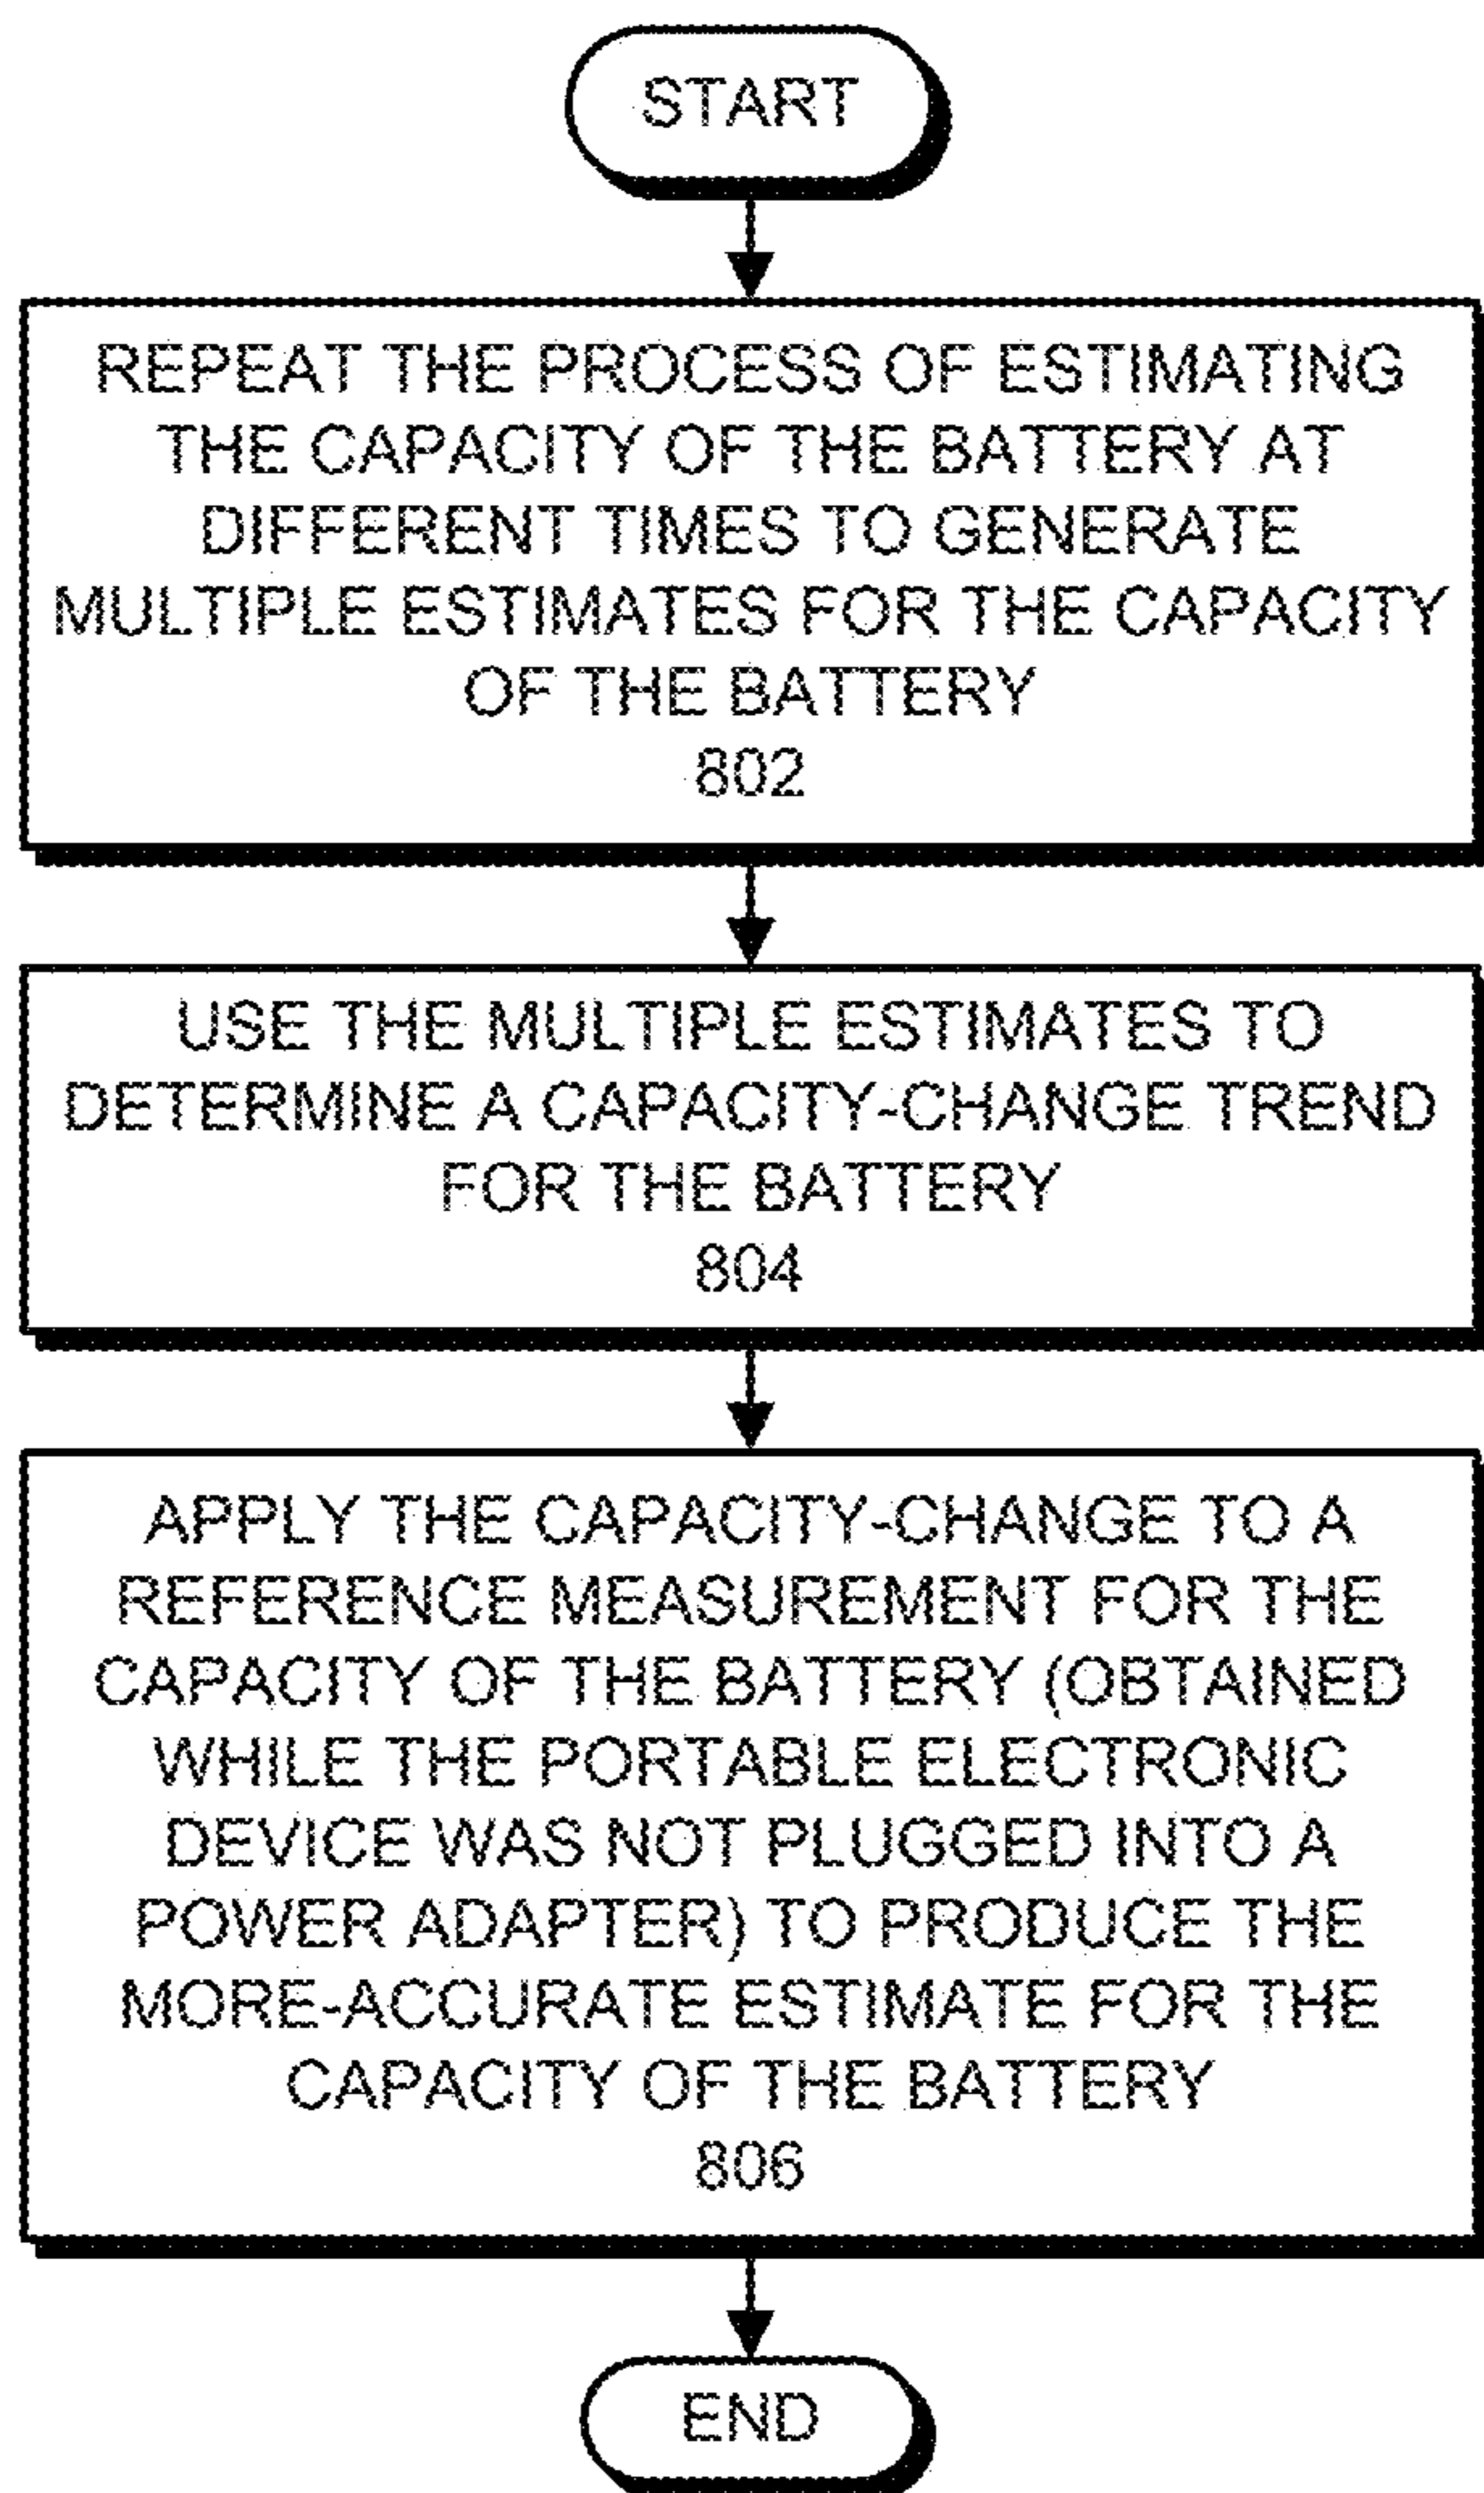 START
REPEAT THE PROCESS OF ESTIMATING
THE CAPACITY OF THE BATTERY AT
DIFFERENT TIMES TO GENERATE
MULTIPLE ESTIMATES FOR THE CAPACITY
OF THE BATTERY
802
USE THE MULTIPLE ESTIMATES TO
DETERMINE A CAPACITY-CHANGE TREND
FOR THE BATTERY
804
APPLY THE CAPACITY-CHANGE TO A
REFERENCE MEASUREMENT FOR THE
CAPACITY OF THE BATTERY (OBTAINED
WHILE THE PORTABLE ELECTRONIC
DEVICE WAS NOT PLUGGED INTO A
POWER ADAPTER) TO PRODUCE THE
MORE-ACCURATE ESTIMATE FOR THE
CAPACITY OF THE BATTERY
806
END